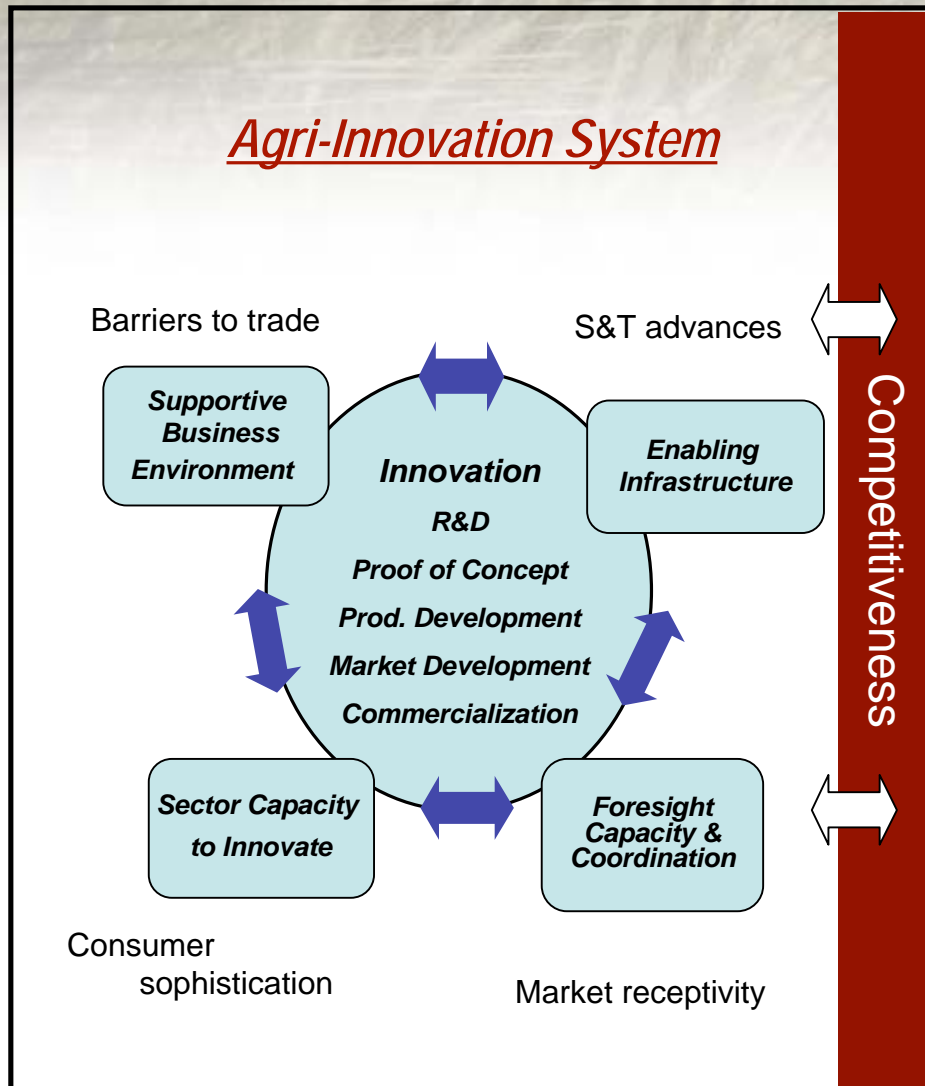 Agri-Innovation System
Barriers to trade
S&T advances
Supportive
Business
Environment
Enabling
Infrastructure
Innovation
R&D
Proof of Concept
Prod. Development
Market Development
Commercialization
Sector Capacity
to Innovate
Foresight
Capacity &
Coordination
Consumer
sophistication
Market receptivity
Competitiveness